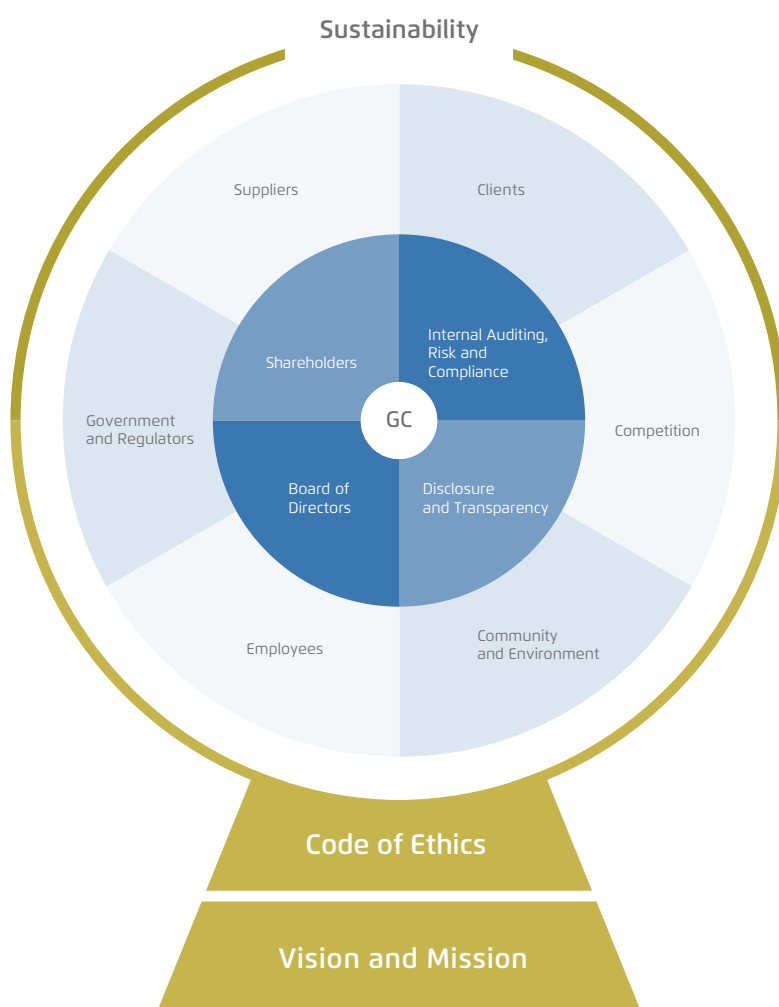 Sustainability
Suppliers
Clients
Shareholders
Internal Auditing,
Risk and
Compliance
Government
and Regulators
GC
Competition
Board of
Directors
Disclosure
and Transparency
Employees
Community
and Environment
Code of Ethics
Vision and Mission